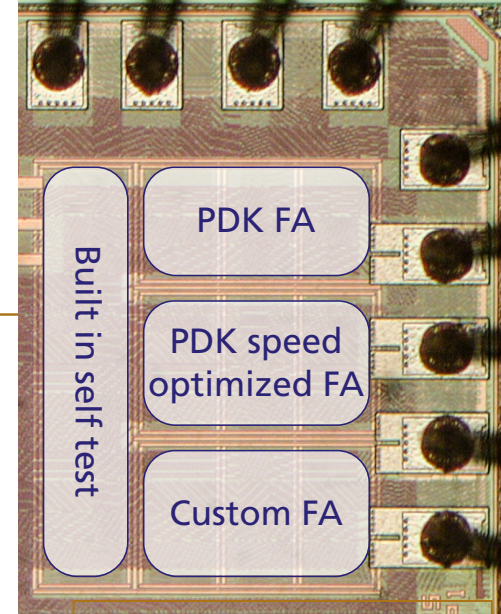 Built in self test
PDK FA
PDK speed
optimized FA
Custom FA